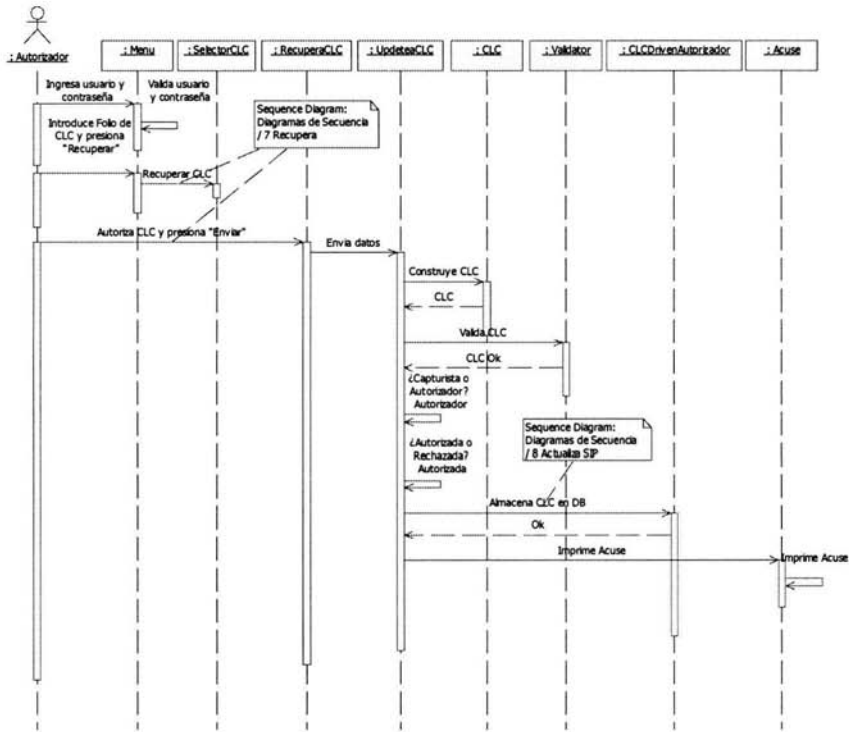 : Autorizador
: Menu
: SelectorCLC
: RecuperaCLC
: UpdeteaCLC
: CLC
: Validator
: CLCDrivenAutorizador
: Acuse
Ingresa usuario y
contraseña
Valida usuario
y contraseña
Introduce Folio de
CLC y presiona
"Recuperar"
Sequence Diagram:
Diagramas de Secuencia
/ 7 Recupera
Recuperar CLC
Autoriza CLC y presiona "Enviar"
Envia datos
Construye CLC
CLC
Valida CLC
CLC Ok
¿Capturista o
Autorizador?
Autorizador
Sequence Diagram:
Diagramas de Secuencia
/ 8 Actualiza SIP
¿Autorizada o
Rechazada?
Autorizada
Almacena CLC en DB
Ok
Imprime Acuse
Imprime Acuse